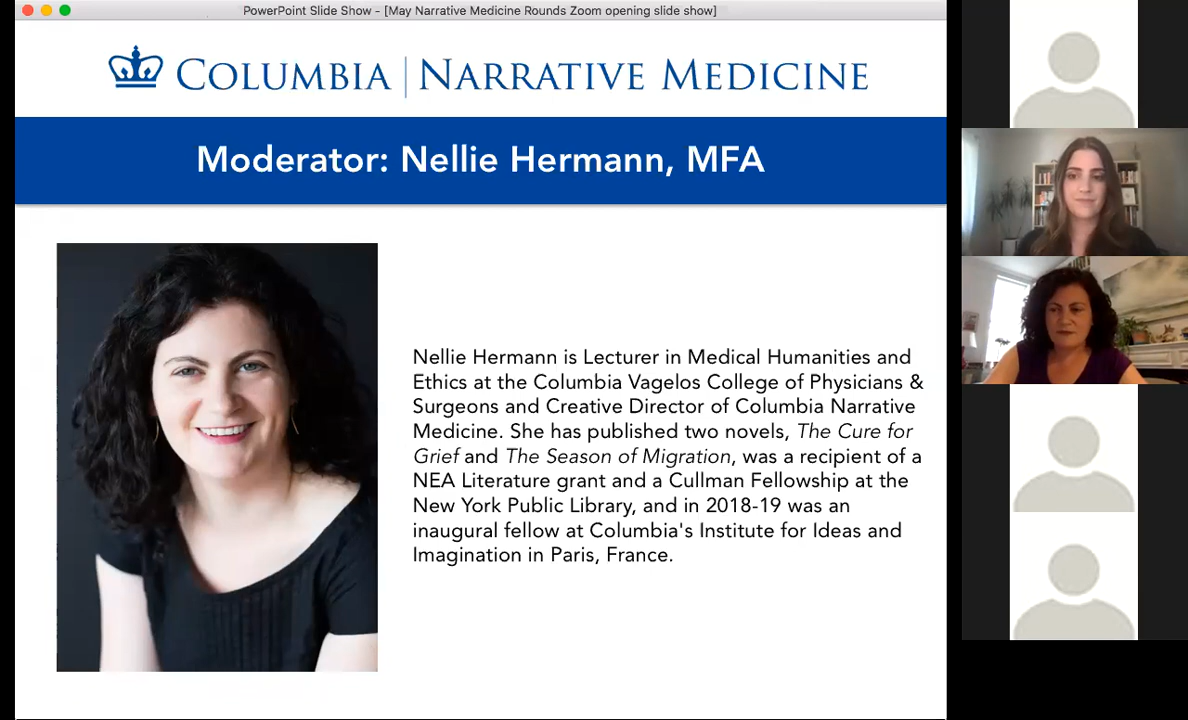 PowerPoint Slide Show - [May Narrative Medicine Rounds Zoom opening slide show]
COLUMBIA | NARRATIVE MEDICINE
Moderator: Nellie Hermann, MFA
Nellie Hermann is Lecturer in Medical Humanities and
Ethics at the Columbia Vagelos College of Physicians &
Surgeons and Creative Director of Columbia Narrative
Medicine. She has published two novels, The Cure for
Grief and The Season of Migration, was a recipient of a
NEA Literature grant and a Cullman Fellowship at the
New York Public Library, and in 2018-19 was an
inaugural fellow at Columbia's Institute for Ideas and
Imagination in Paris, France.